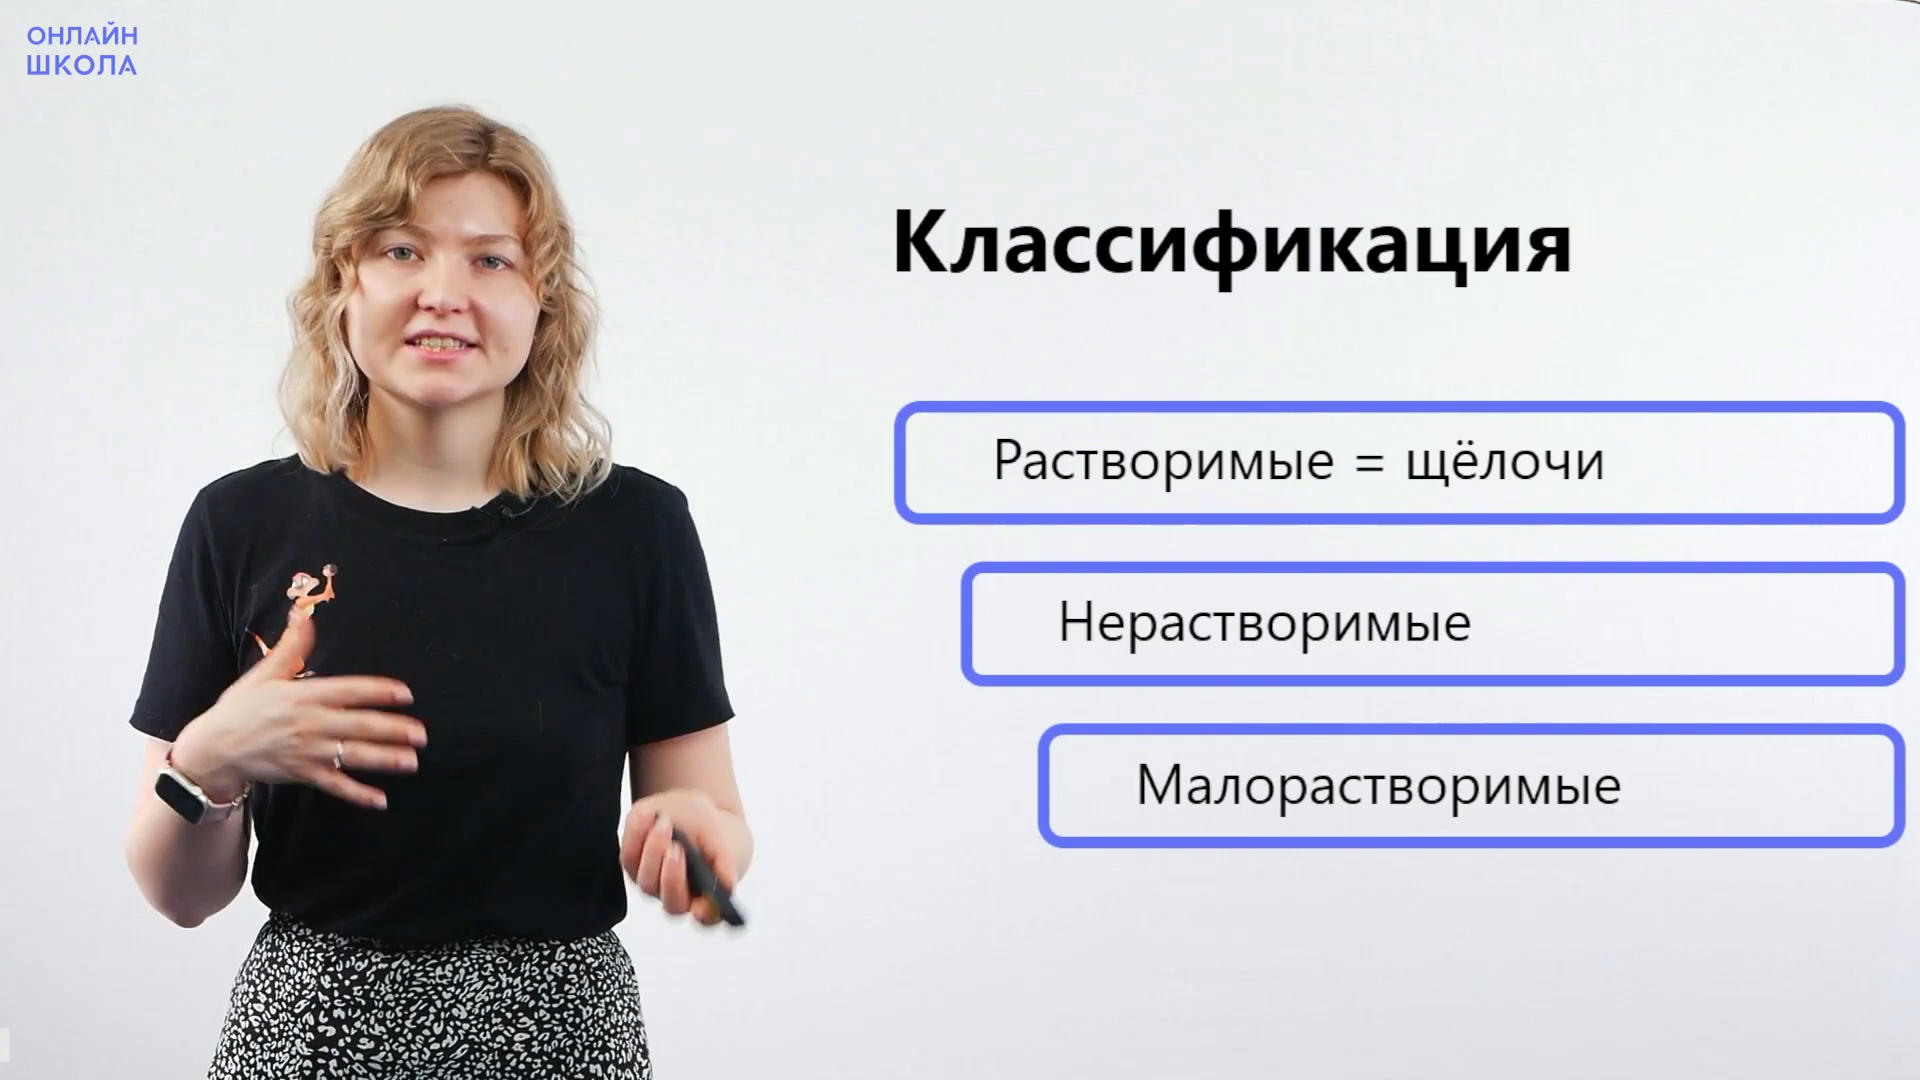 ОНЛАЙН
ШКОЛА
Классификация
Растворимые = щёлочи
Нерастворимые
Малорастворимые